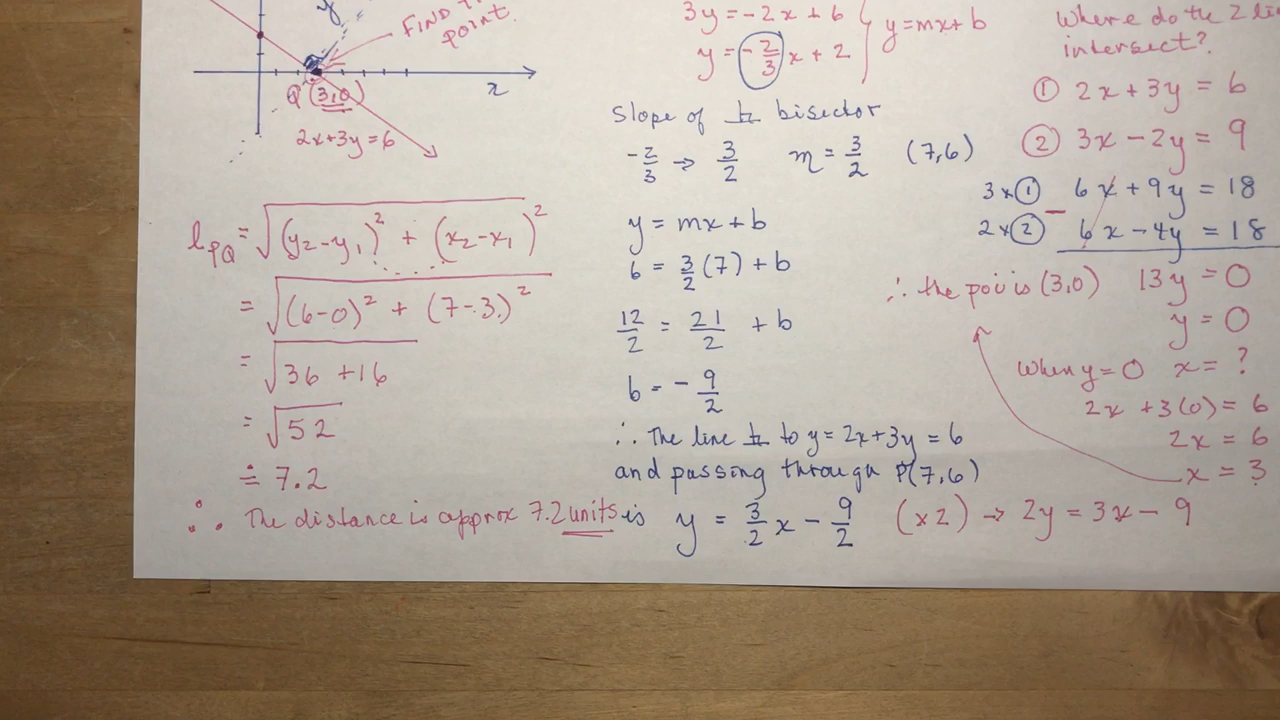 y
FIND
point.
x
Q (3,0)
2x+3y=6
l_PQ = √((y₂-y₁)² + (x₂-x₁)²)
= √((6-0)² + (7-3)²)
= √(36 +16)
= √52
≐ 7.2
∴ The distance is approx 7.2 units
3y = -2x + 6
y = -2/3 x + 2
y=mx+b
Slope of ⊥ bisector
-2/3 → 3/2 m = 3/2 (7,6)
y = mx + b
6 = 3/2 (7) + b
12/2 = 21/2 + b
b = - 9/2
∴ The line ⊥ to y=2x+3y=6
and passing through P(7,6)
is y = 3/2 x - 9/2 (x2) → 2y = 3x - 9
Where do the 2
intersect?
① 2x + 3y = 6
② 3x - 2y = 9
3x① 6x + 9y = 18
2x② - 6x - 4y = 18
13y = 0
∴ the poi is (3,0)
y = 0
when y=0 x = ?
2x + 3(0) = 6
2x = 6
x = 3